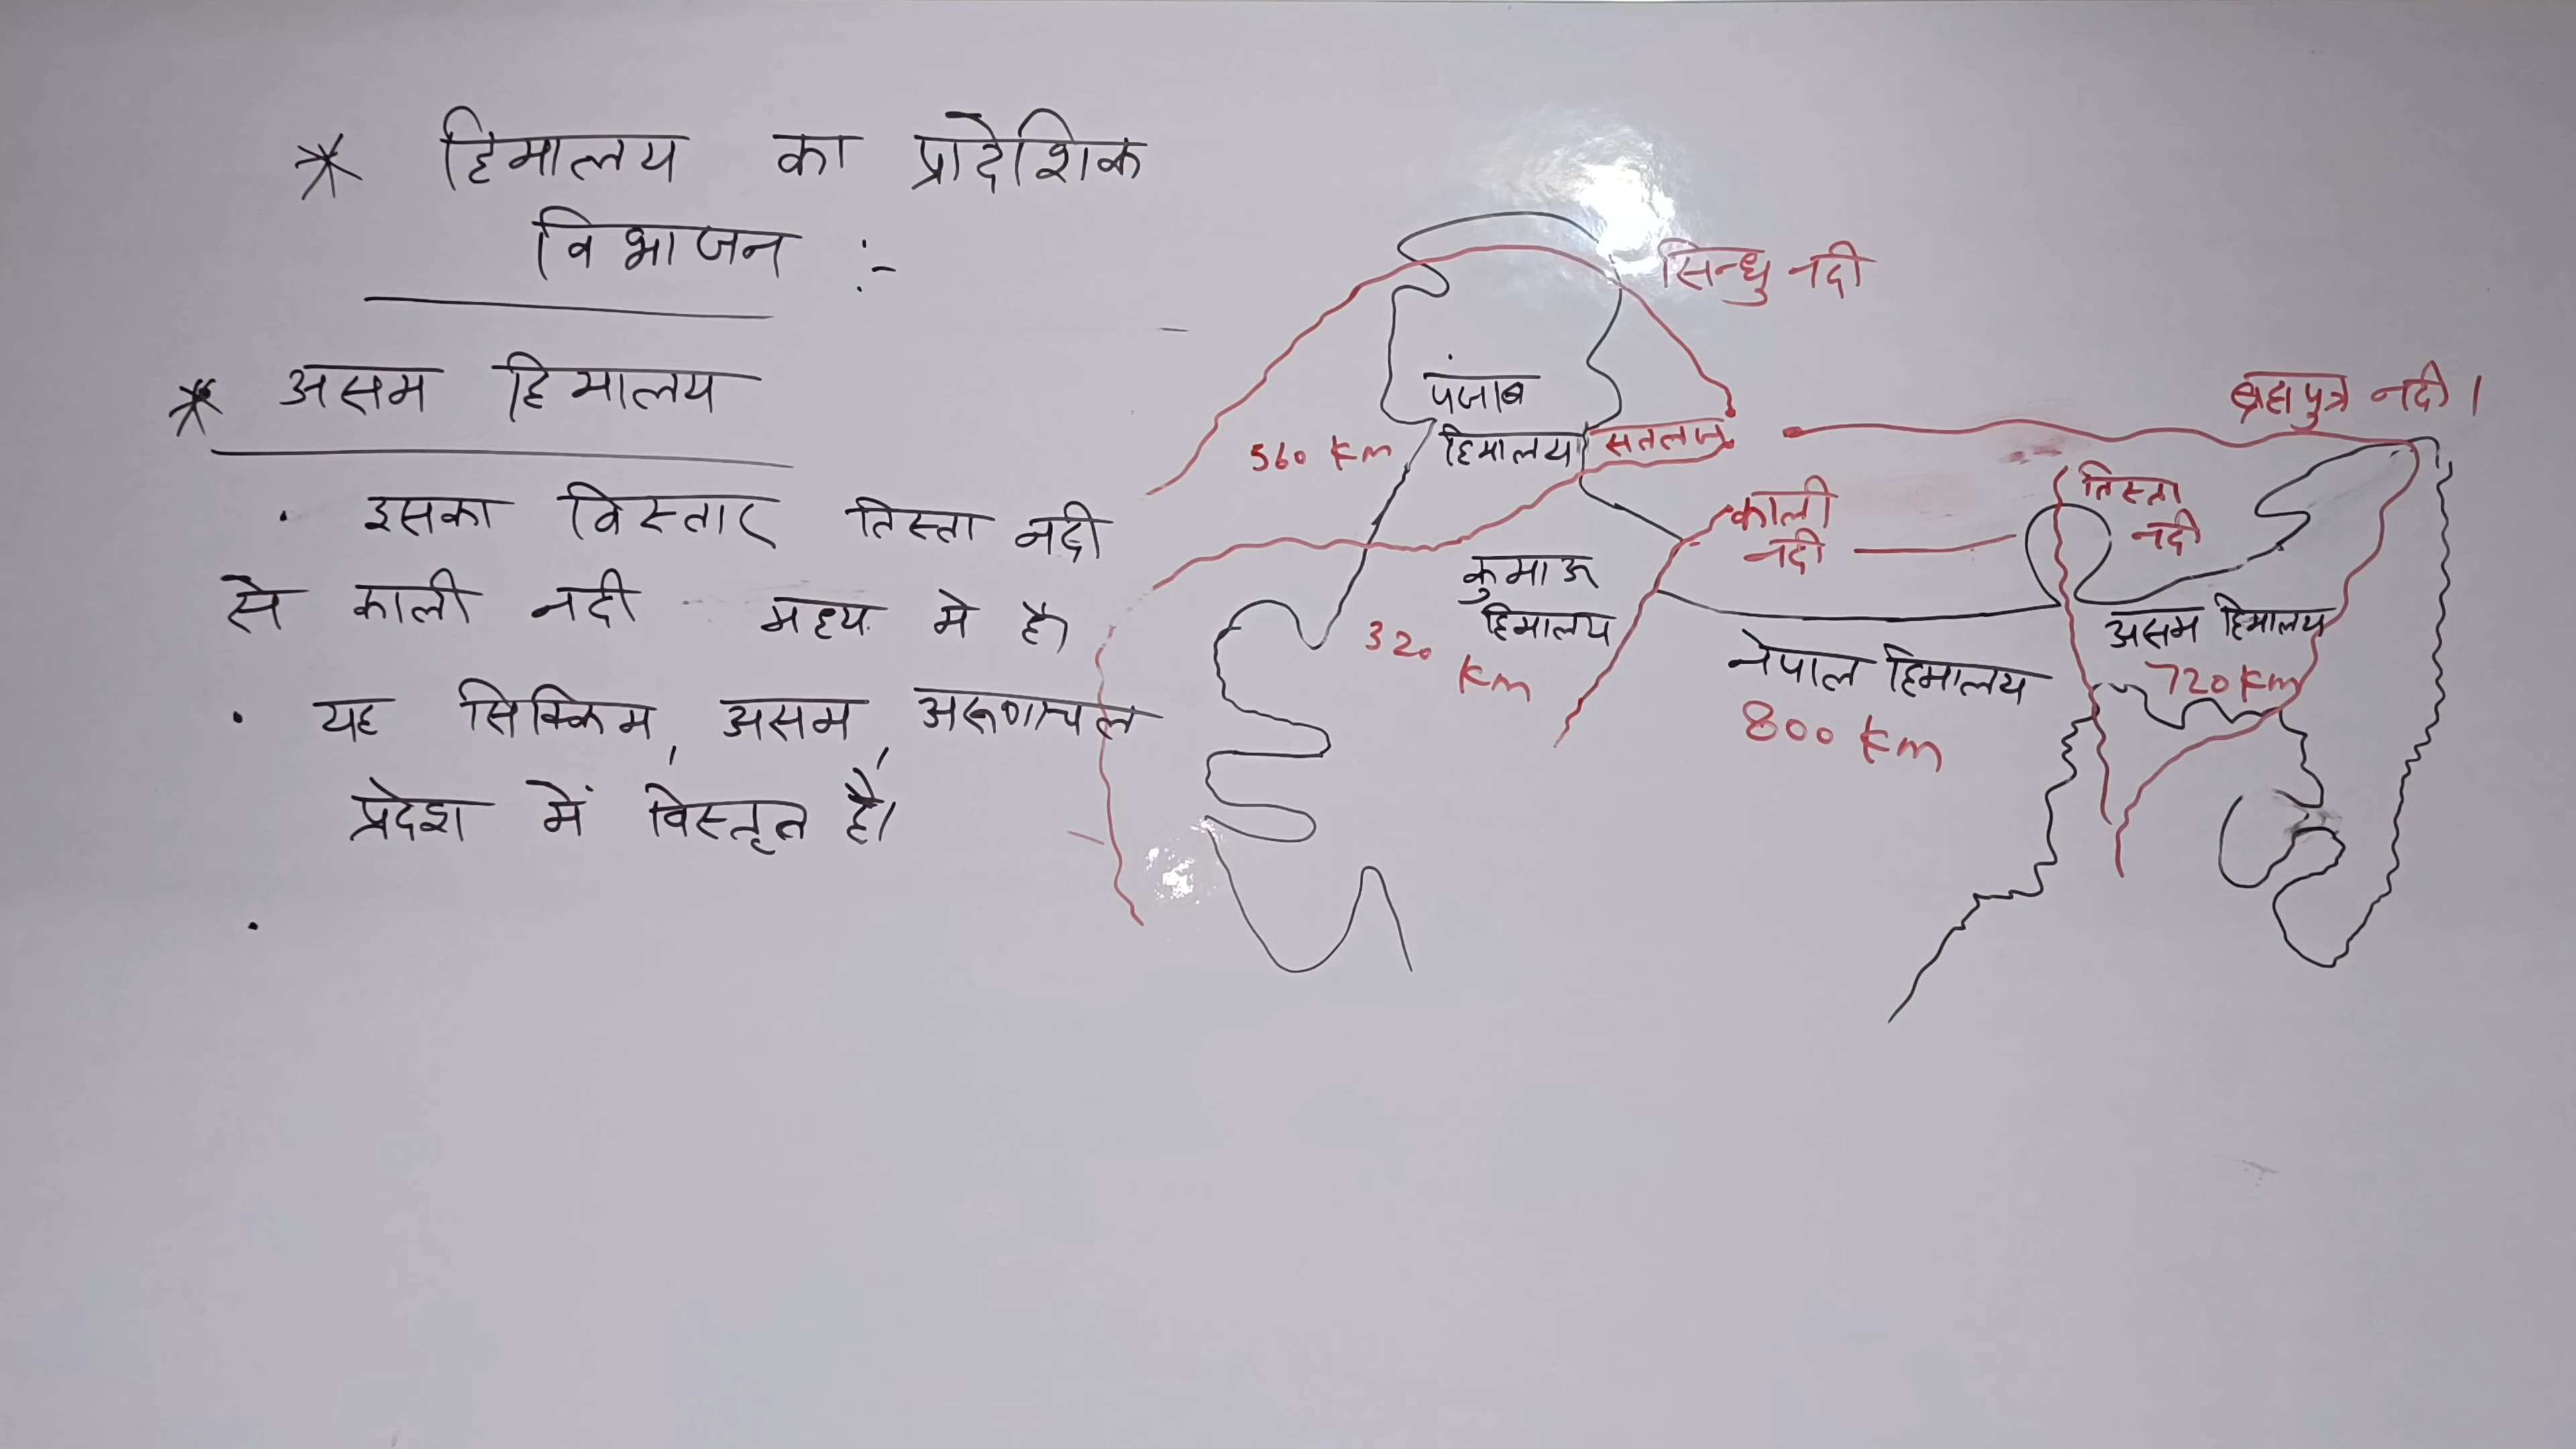 * हिमालय का प्रादेशिक
विभाजन :-
* असम हिमालय
· इसका विस्तार तिस्ता नदी
से काली नदी मध्य मे है।
· यह सिक्किम, असम, अरूणाचल
प्रदेश में विस्तृत है।
·
सिन्धु नदी
पंजाब
हिमालय
560 km
सतलज
ब्रह्मपुत्र नदी।
काली
नदी
तिस्ता
नदी
कुमाऊ
हिमालय
320
km
नेपाल हिमालय
800 km
असम हिमालय
720 km